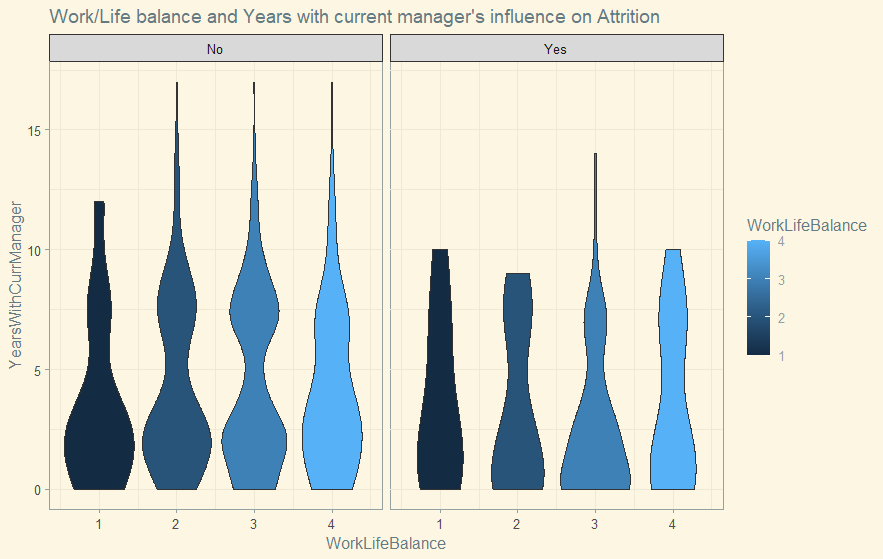 Work/Life balance and Years with current manager's influence on Attrition
No
Yes
YearsWithCurrManager
15
10
5
0
1 2 3 4
1 2 3 4
WorkLifeBalance
WorkLifeBalance
4
3
2
1